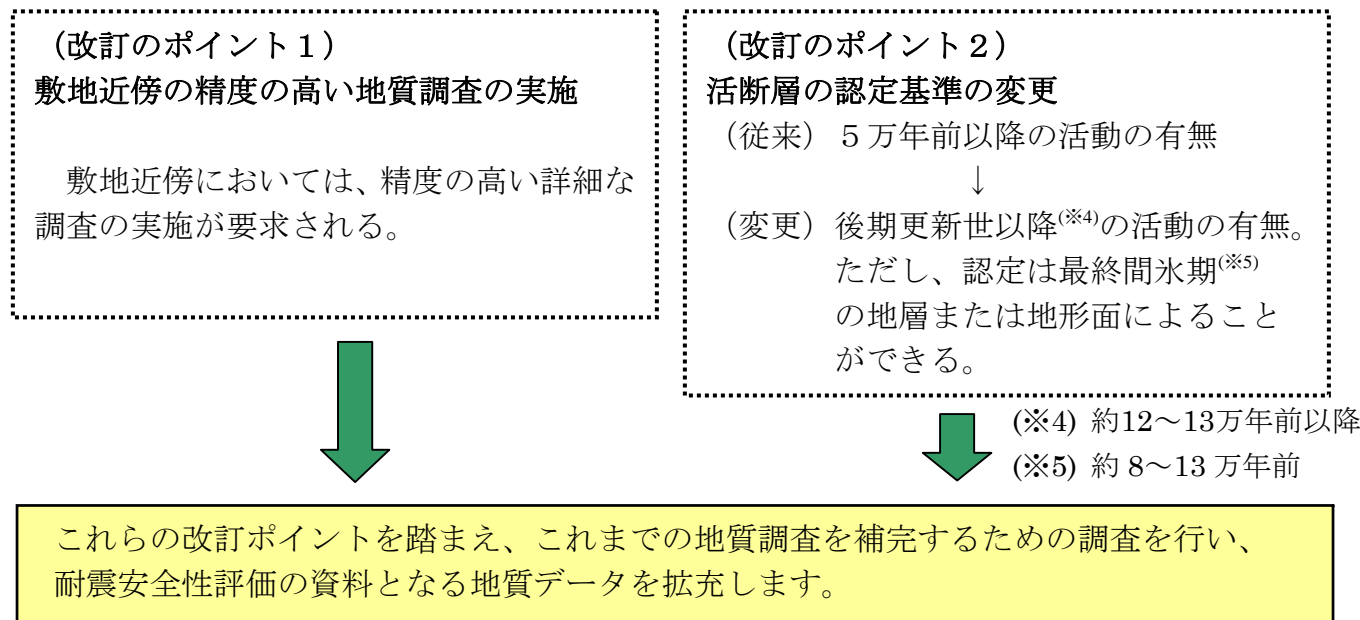 （改訂のポイント１）
敷地近傍の精度の高い地質調査の実施
敷地近傍においては、精度の高い詳細な
調査の実施が要求される。
（改訂のポイント２）
活断層の認定基準の変更
（従来）５万年前以降の活動の有無
↓
（変更）後期更新世以降(※4)の活動の有無。
ただし、認定は最終間氷期(※5)
の地層または地形面によること
ができる。
(※4) 約12～13万年前以降
(※5) 約 8～13 万年前
これらの改訂ポイントを踏まえ、これまでの地質調査を補完するための調査を行い、
耐震安全性評価の資料となる地質データを拡充します。